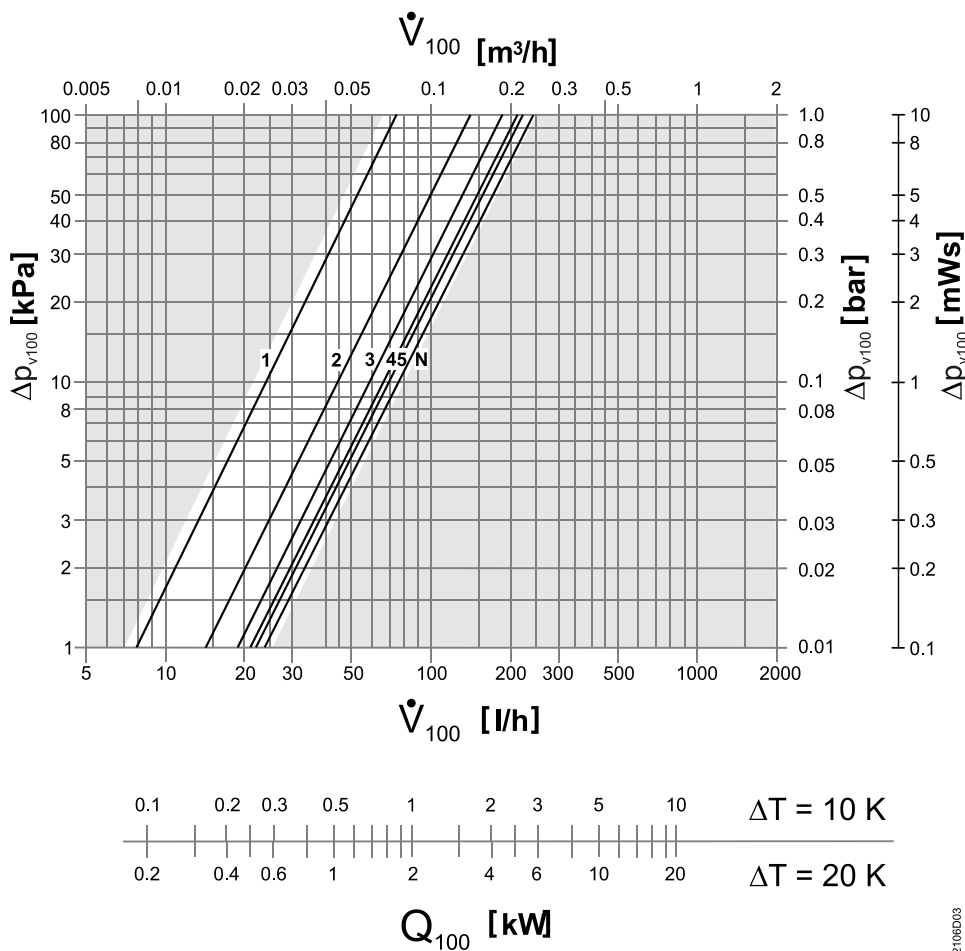 V̇100 [m³/h]
0.005 0.01 0.02 0.03 0.05 0.1 0.2 0.3 0.5 1 2
100 1.0 10
80 0.8 8
50 0.5 5
40 0.4 4
30 0.3 3
20 0.2 2
10 0.1 1
8 0.08 0.8
5 0.05 0.5
3 0.03 0.3
2 0.02 0.2
1 0.01 0.1
Δpv100 [kPa]
Δpv100 [bar]
Δpv100 [mWs]
1 2 3 45 N
5 10 20 30 50 100 200 300 500 1000 2000
V̇100 [l/h]
0.1 0.2 0.3 0.5 1 2 3 5 10 ΔT = 10 K
0.2 0.4 0.6 1 2 4 6 10 20 ΔT = 20 K
Q100 [kW]
2106D03